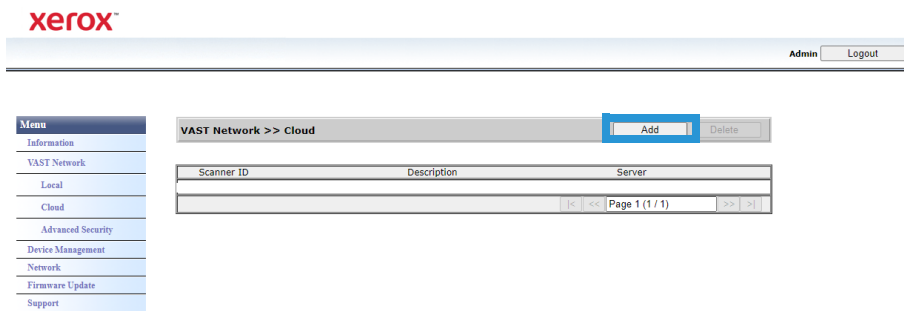 xerox™
Admin Logout
Menu
Information
VAST Network
Local
Cloud
Advanced Security
Device Management
Network
Firmware Update
Support
VAST Network >> Cloud Add Delete
Scanner ID Description Server
|< << Page 1 (1 / 1) >> >|